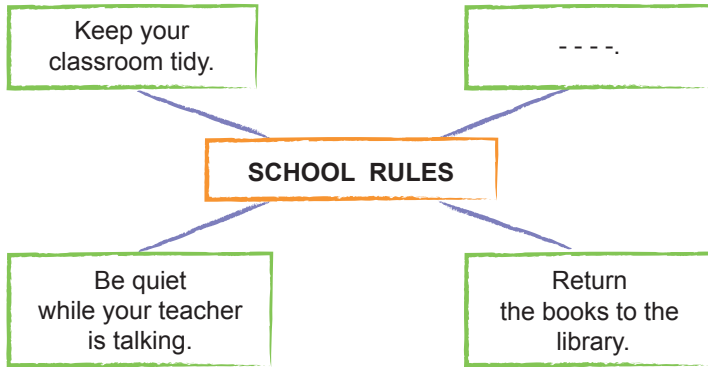 Keep your
classroom tidy.
- - - -.
SCHOOL RULES
Be quiet
while your teacher
is talking.
Return
the books to the
library.